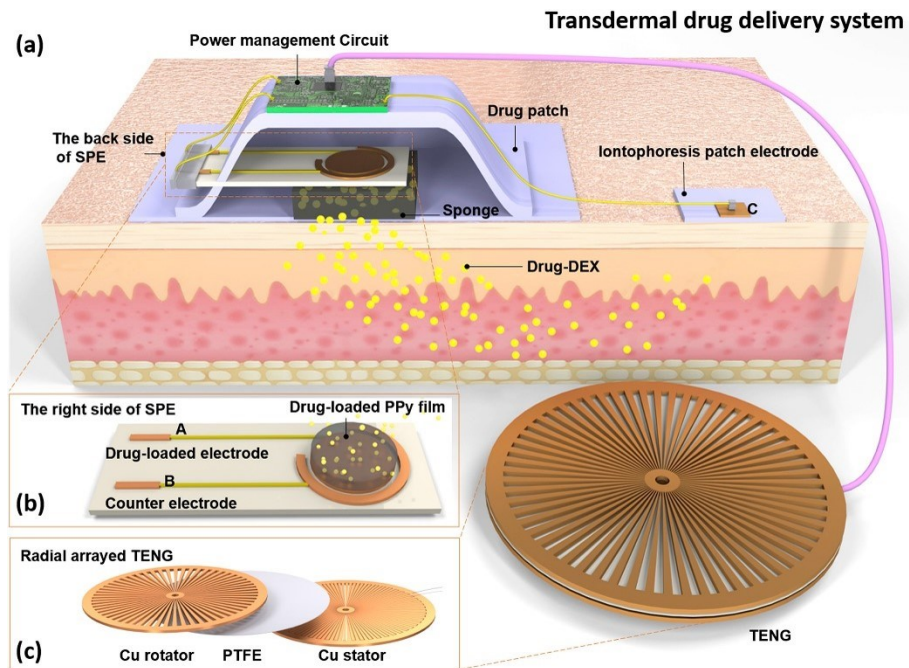 Transdermal drug delivery system
(a)
Power management Circuit
The back side
of SPE
Drug patch
Iontophoresis patch electrode
C
Sponge
Drug-DEX
The right side of SPE
Drug-loaded PPy film
A
Drug-loaded electrode
B
Counter electrode
(b)
Radial arrayed TENG
Cu rotator
PTFE
Cu stator
(c)
TENG